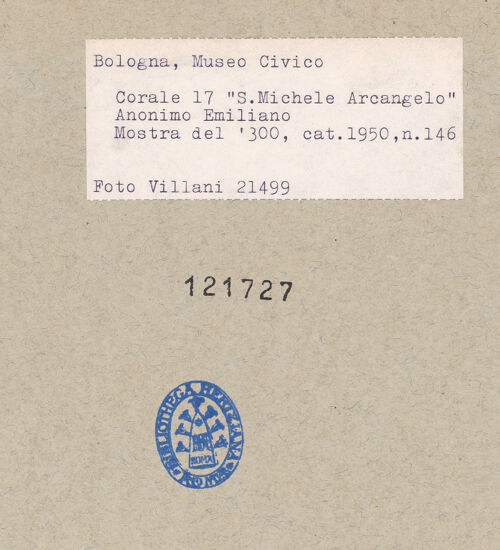 Bologna, Museo Civico
Corale 17 "S.Michele Arcangelo"
Anonimo Emiliano
Mostra del '300, cat.1950,n.146
Foto Villani 21499
121727
BIBLIOTHECA HERTZIANA
ROMA